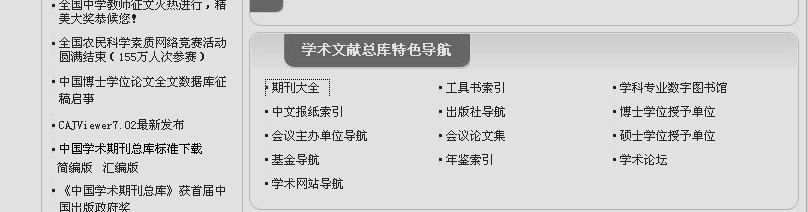 全国中学教师征文火热进行，精
美大奖恭候您！
全国农民科学素质网络竞赛活动
圆满结束（155万人次参赛）
中国博士学位论文全文数据库征
稿启事
CAJViewer7.02最新发布
中国学术期刊总库标准下载
简编版 汇编版
《中国学术期刊总库》获首届中
国出版政府奖
学术文献总库特色导航
期刊大全
工具书索引
学科专业数字图书馆
中文报纸索引
出版社导航
博士学位授予单位
会议主办单位导航
会议论文集
硕士学位授予单位
基金导航
年鉴索引
学术论坛
学术网站导航